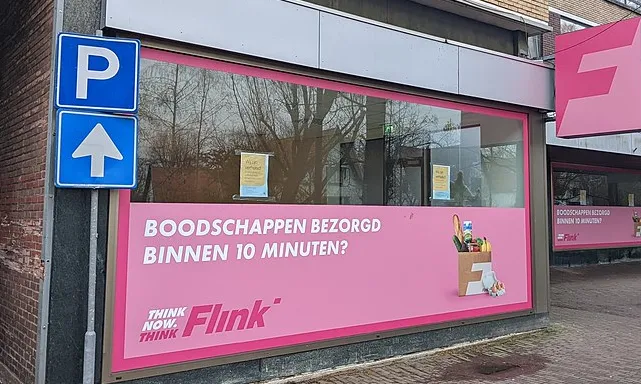 P
BOODSCHAPPEN BEZORGD
BINNEN 10 MINUTEN?
THINK
NOW.
THINK
Flink
BOODSCHAPPEN BEZORGD
BINNEN 10 MINUTEN?
Flink